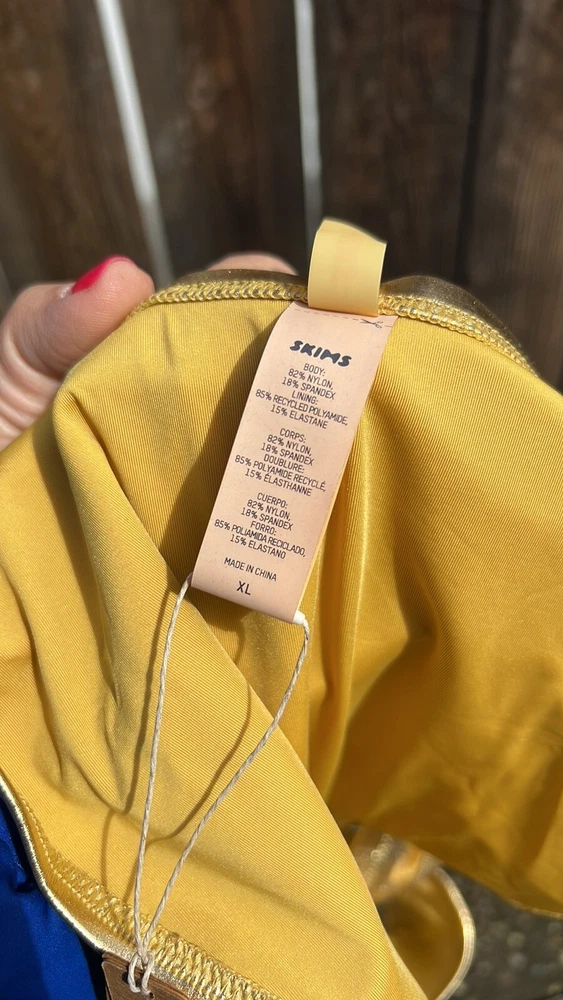 SKIMS
BODY:
82% NYLON,
18% SPANDEX
LINING:
85% RECYCLED POLYAMIDE,
15% ELASTANE
CORPS:
82% NYLON,
18% SPANDEX
DOUBLURE:
85% POLYAMIDE RECYCLÉ,
15% ÉLASTHANNE
CUERPO:
82% NYLON,
18% SPANDEX
FORRO:
85% POLIAMIDA RECICLADO,
15% ELASTANO
MADE IN CHINA
XL